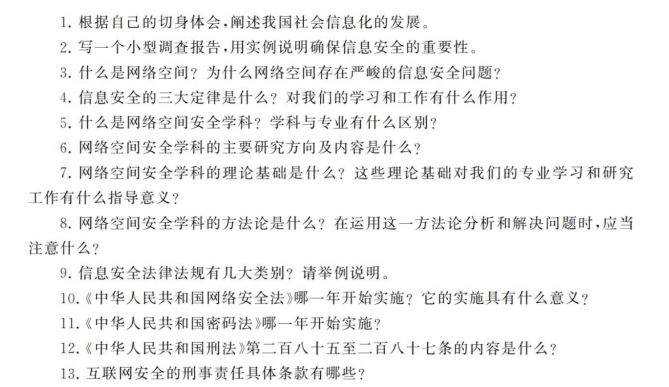 1. 根据自己的切身体会,阐述我国社会信息化的发展。
2. 写一个小型调查报告,用实例说明确保信息安全的重要性。
3. 什么是网络空间？为什么网络空间存在严峻的信息安全问题？
4. 信息安全的三大定律是什么？对我们的学习和工作有什么作用？
5. 什么是网络空间安全学科？学科与专业有什么区别？
6. 网络空间安全学科的主要研究方向及内容是什么？
7. 网络空间安全学科的理论基础是什么？这些理论基础对我们的专业学习和研究
工作有什么指导意义？
8. 网络空间安全学科的方法论是什么？在运用这一方法论分析和解决问题时,应当
注意什么？
9. 信息安全法律法规有几大类别？请举例说明。
10.《中华人民共和国网络安全法》哪一年开始实施？它的实施具有什么意义？
11.《中华人民共和国密码法》哪一年开始实施？
12.《中华人民共和国刑法》第二百八十五至二百八十七条的内容是什么？
13. 互联网安全的刑事责任具体条款有哪些？